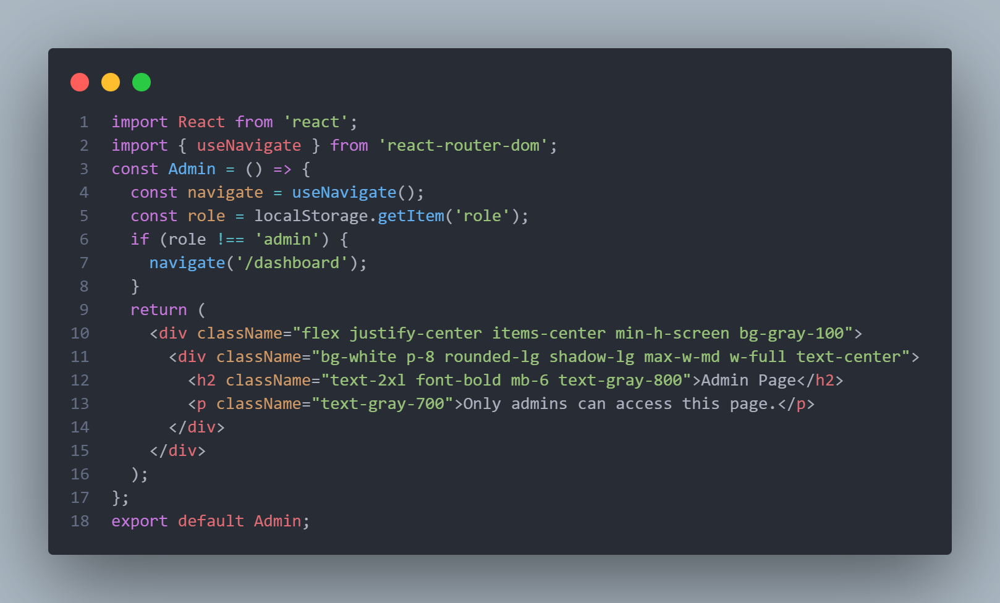 1 import React from 'react';
2 import { useNavigate } from 'react-router-dom';
3 const Admin = () => {
4   const navigate = useNavigate();
5   const role = localStorage.getItem('role');
6   if (role !== 'admin') {
7     navigate('/dashboard');
8   }
9   return (
10     <div className="flex justify-center items-center min-h-screen bg-gray-100">
11       <div className="bg-white p-8 rounded-lg shadow-lg max-w-md w-full text-center">
12         <h2 className="text-2xl font-bold mb-6 text-gray-800">Admin Page</h2>
13         <p className="text-gray-700">Only admins can access this page.</p>
14       </div>
15     </div>
16   );
17 };
18 export default Admin;